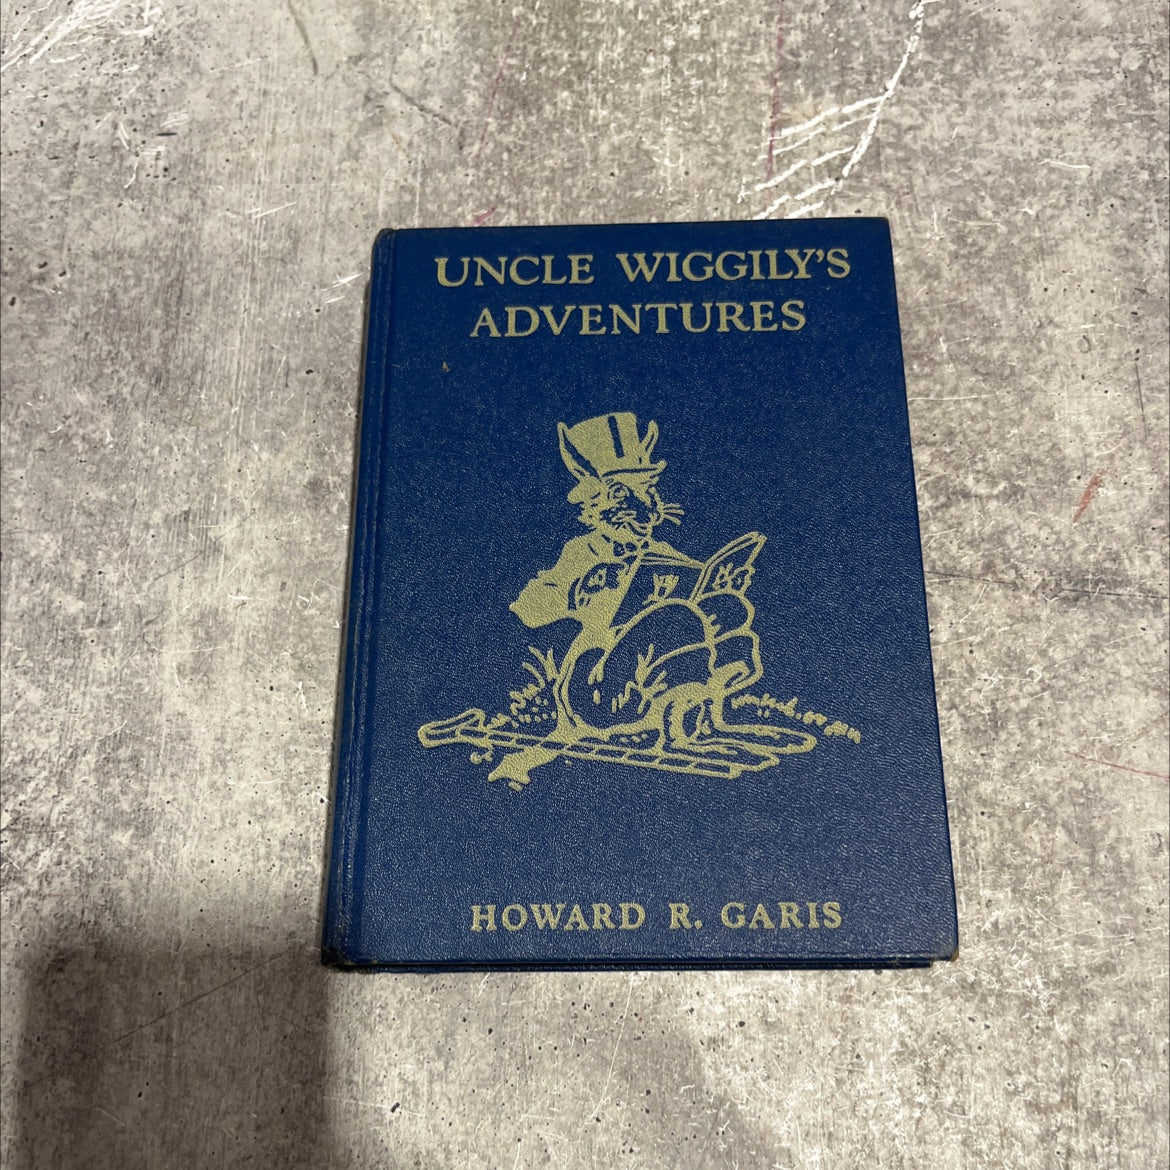 UNCLE WIGGILY'S
ADVENTURES
HOWARD R. GARIS